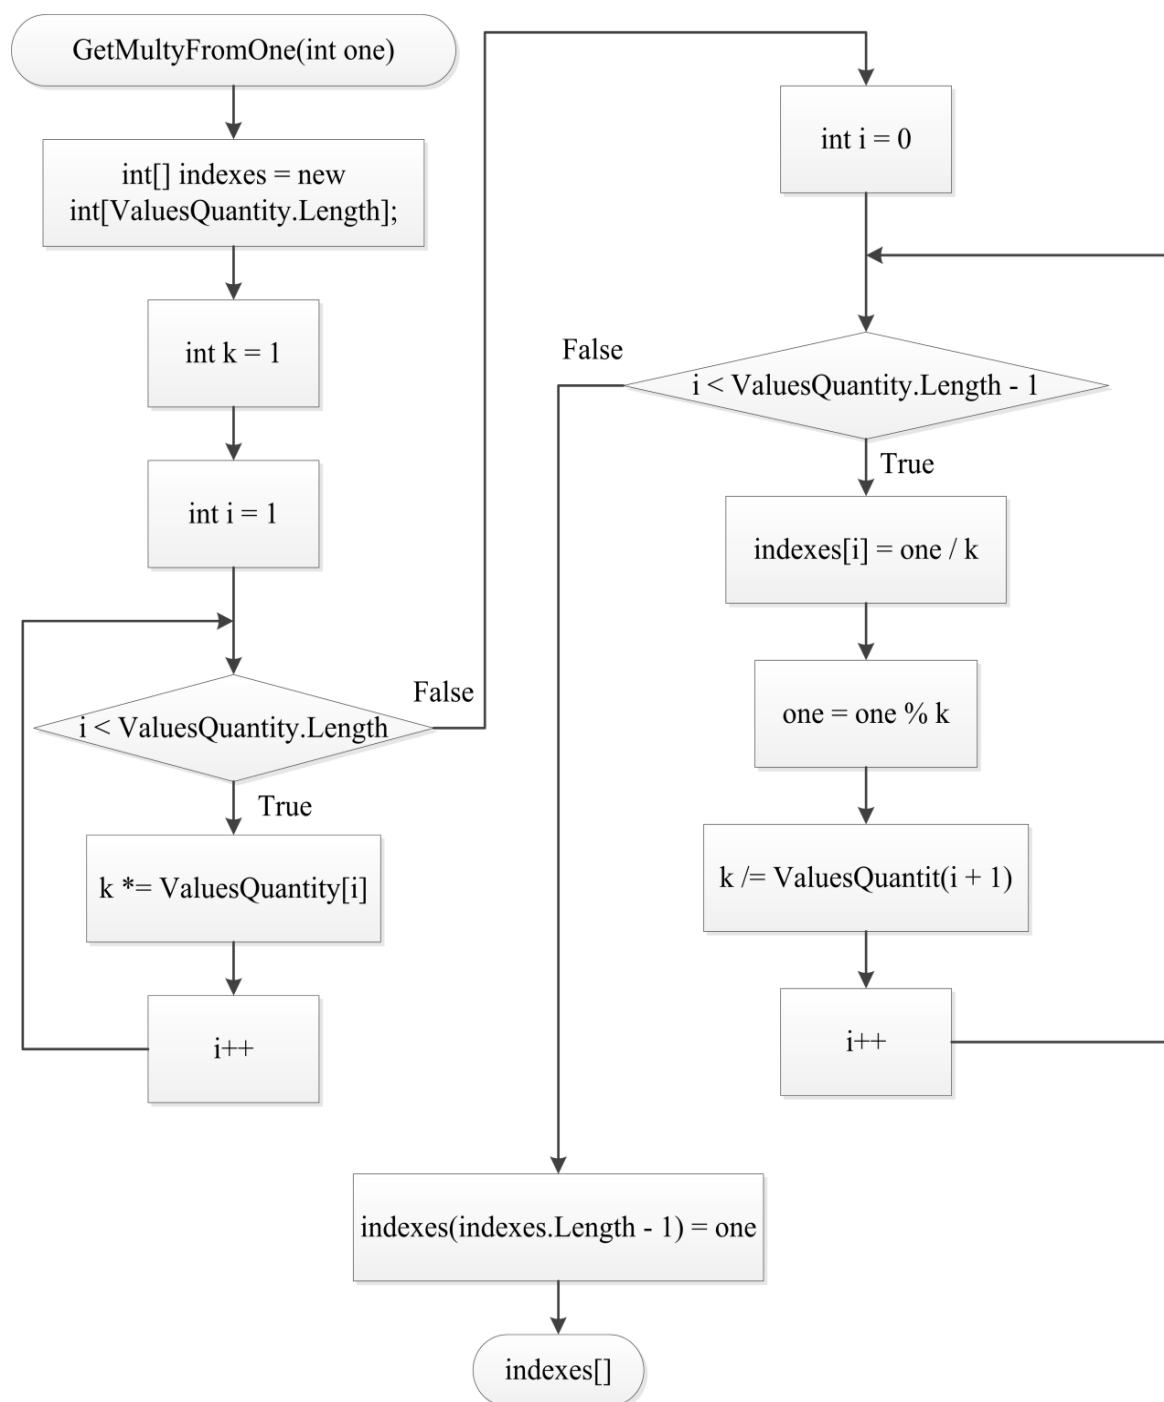 GetMultyFromOne(int one)
int[] indexes = new
int[ValuesQuantity.Length];
int k = 1
int i = 1
i < ValuesQuantity.Length
False
True
k *= ValuesQuantity[i]
i++
int i = 0
False
i < ValuesQuantity.Length - 1
True
indexes[i] = one / k
one = one % k
k /= ValuesQuantit(i + 1)
i++
indexes(indexes.Length - 1) = one
indexes[]